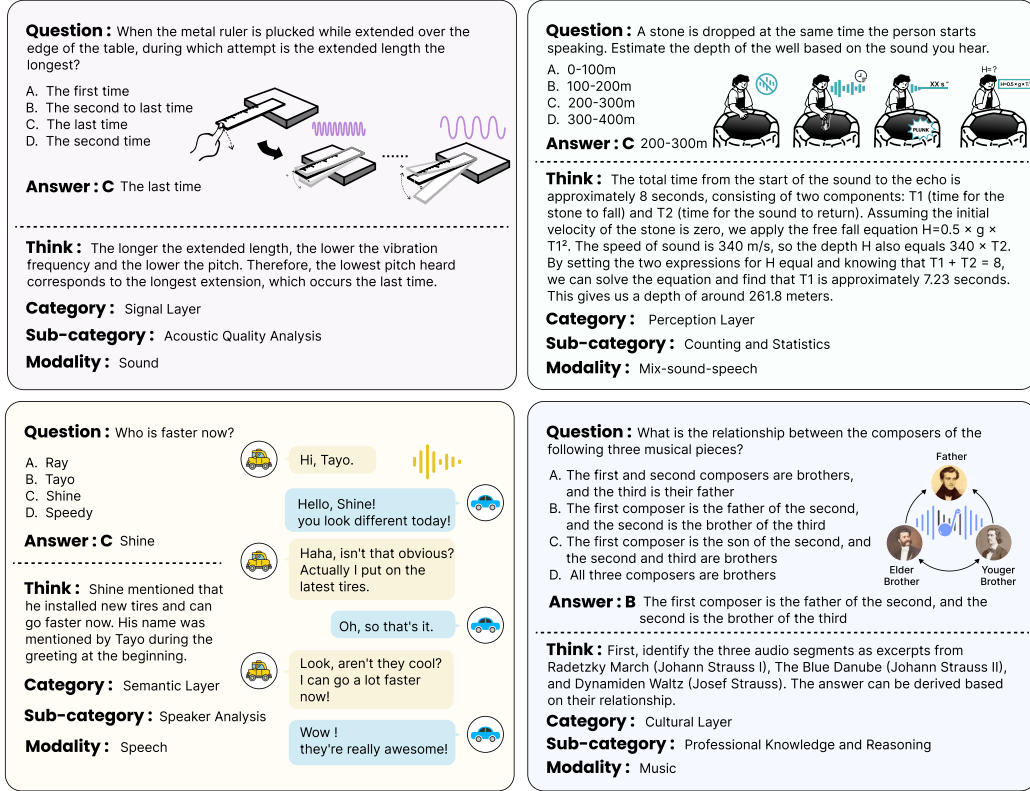 Question : When the metal ruler is plucked while extended over the
edge of the table, during which attempt is the extended length the
longest?
A. The first time
B. The second to last time
C. The last time
D. The second time
Answer : C The last time
Think : The longer the extended length, the lower the vibration
frequency and the lower the pitch. Therefore, the lowest pitch heard
corresponds to the longest extension, which occurs the last time.
Category : Signal Layer
Sub-category : Acoustic Quality Analysis
Modality : Sound
Question : A stone is dropped at the same time the person starts
speaking. Estimate the depth of the well based on the sound you hear.
A. 0-100m
B. 100-200m
C. 200-300m
D. 300-400m
Answer : C 200-300m
XX s
PLUNK
H=?
H=0.5×g×T
Think : The total time from the start of the sound to the echo is
approximately 8 seconds, consisting of two components: T1 (time for the
stone to fall) and T2 (time for the sound to return). Assuming the initial
velocity of the stone is zero, we apply the free fall equation H=0.5 × g ×
T1². The speed of sound is 340 m/s, so the depth H also equals 340 × T2.
By setting the two expressions for H equal and knowing that T1 + T2 = 8,
we can solve the equation and find that T1 is approximately 7.23 seconds.
This gives us a depth of around 261.8 meters.
Category : Perception Layer
Sub-category : Counting and Statistics
Modality : Mix-sound-speech
Question : Who is faster now?
A. Ray
B. Tayo
C. Shine
D. Speedy
Answer : C Shine
Think : Shine mentioned that
he installed new tires and can
go faster now. His name was
mentioned by Tayo during the
greeting at the beginning.
Category : Semantic Layer
Sub-category : Speaker Analysis
Modality : Speech
Hi, Tayo.
Hello, Shine!
you look different today!
Haha, isn't that obvious?
Actually I put on the
latest tires.
Oh, so that's it.
Look, aren't they cool?
I can go a lot faster
now!
Wow !
they're really awesome!
Question : What is the relationship between the composers of the
following three musical pieces?
A. The first and second composers are brothers,
and the third is their father
B. The first composer is the father of the second,
and the second is the brother of the third
C. The first composer is the son of the second, and
the second and third are brothers
D. All three composers are brothers
Father
Elder
Brother
Youger
Brother
Answer : B The first composer is the father of the second, and the
second is the brother of the third
Think : First, identify the three audio segments as excerpts from
Radetzky March (Johann Strauss I), The Blue Danube (Johann Strauss II),
and Dynamiden Waltz (Josef Strauss). The answer can be derived based
on their relationship.
Category : Cultural Layer
Sub-category : Professional Knowledge and Reasoning
Modality : Music